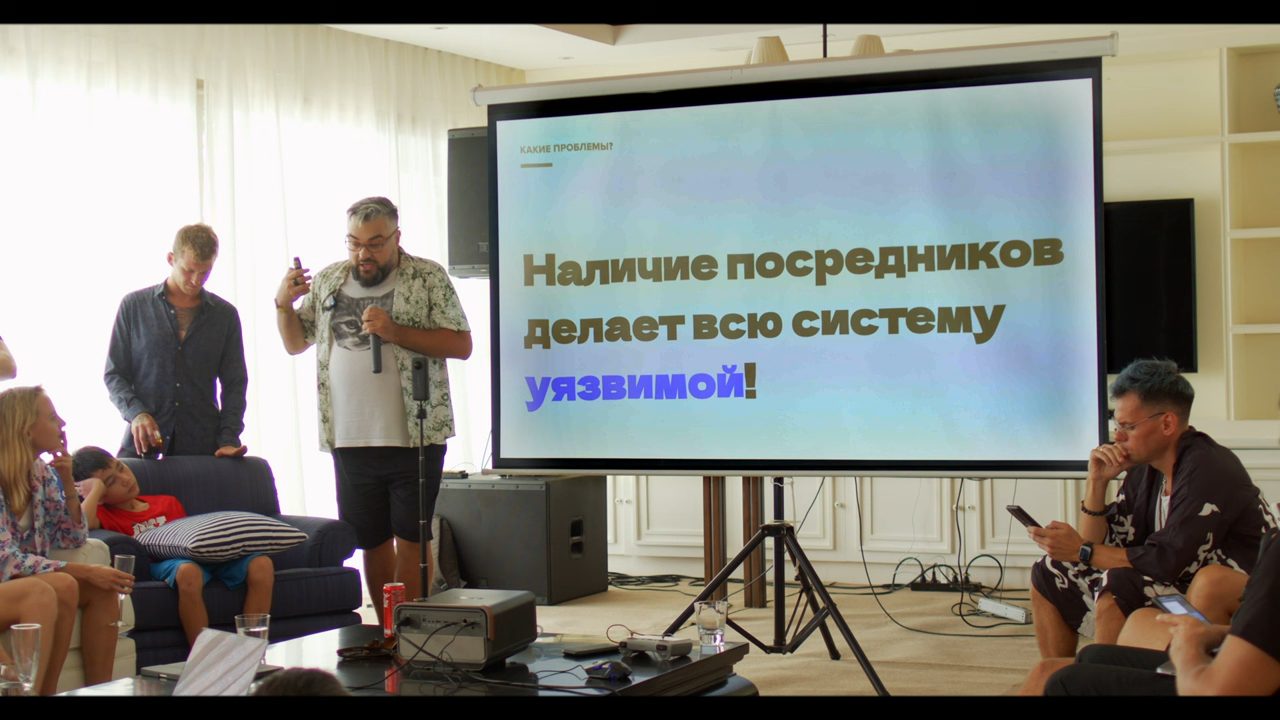 КАКИЕ ПРОБЛЕМЫ?
Наличие посредников
делает всю систему
уязвимой!